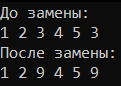 До замены:
1 2 3 4 5 3
После замены:
1 2 9 4 5 9